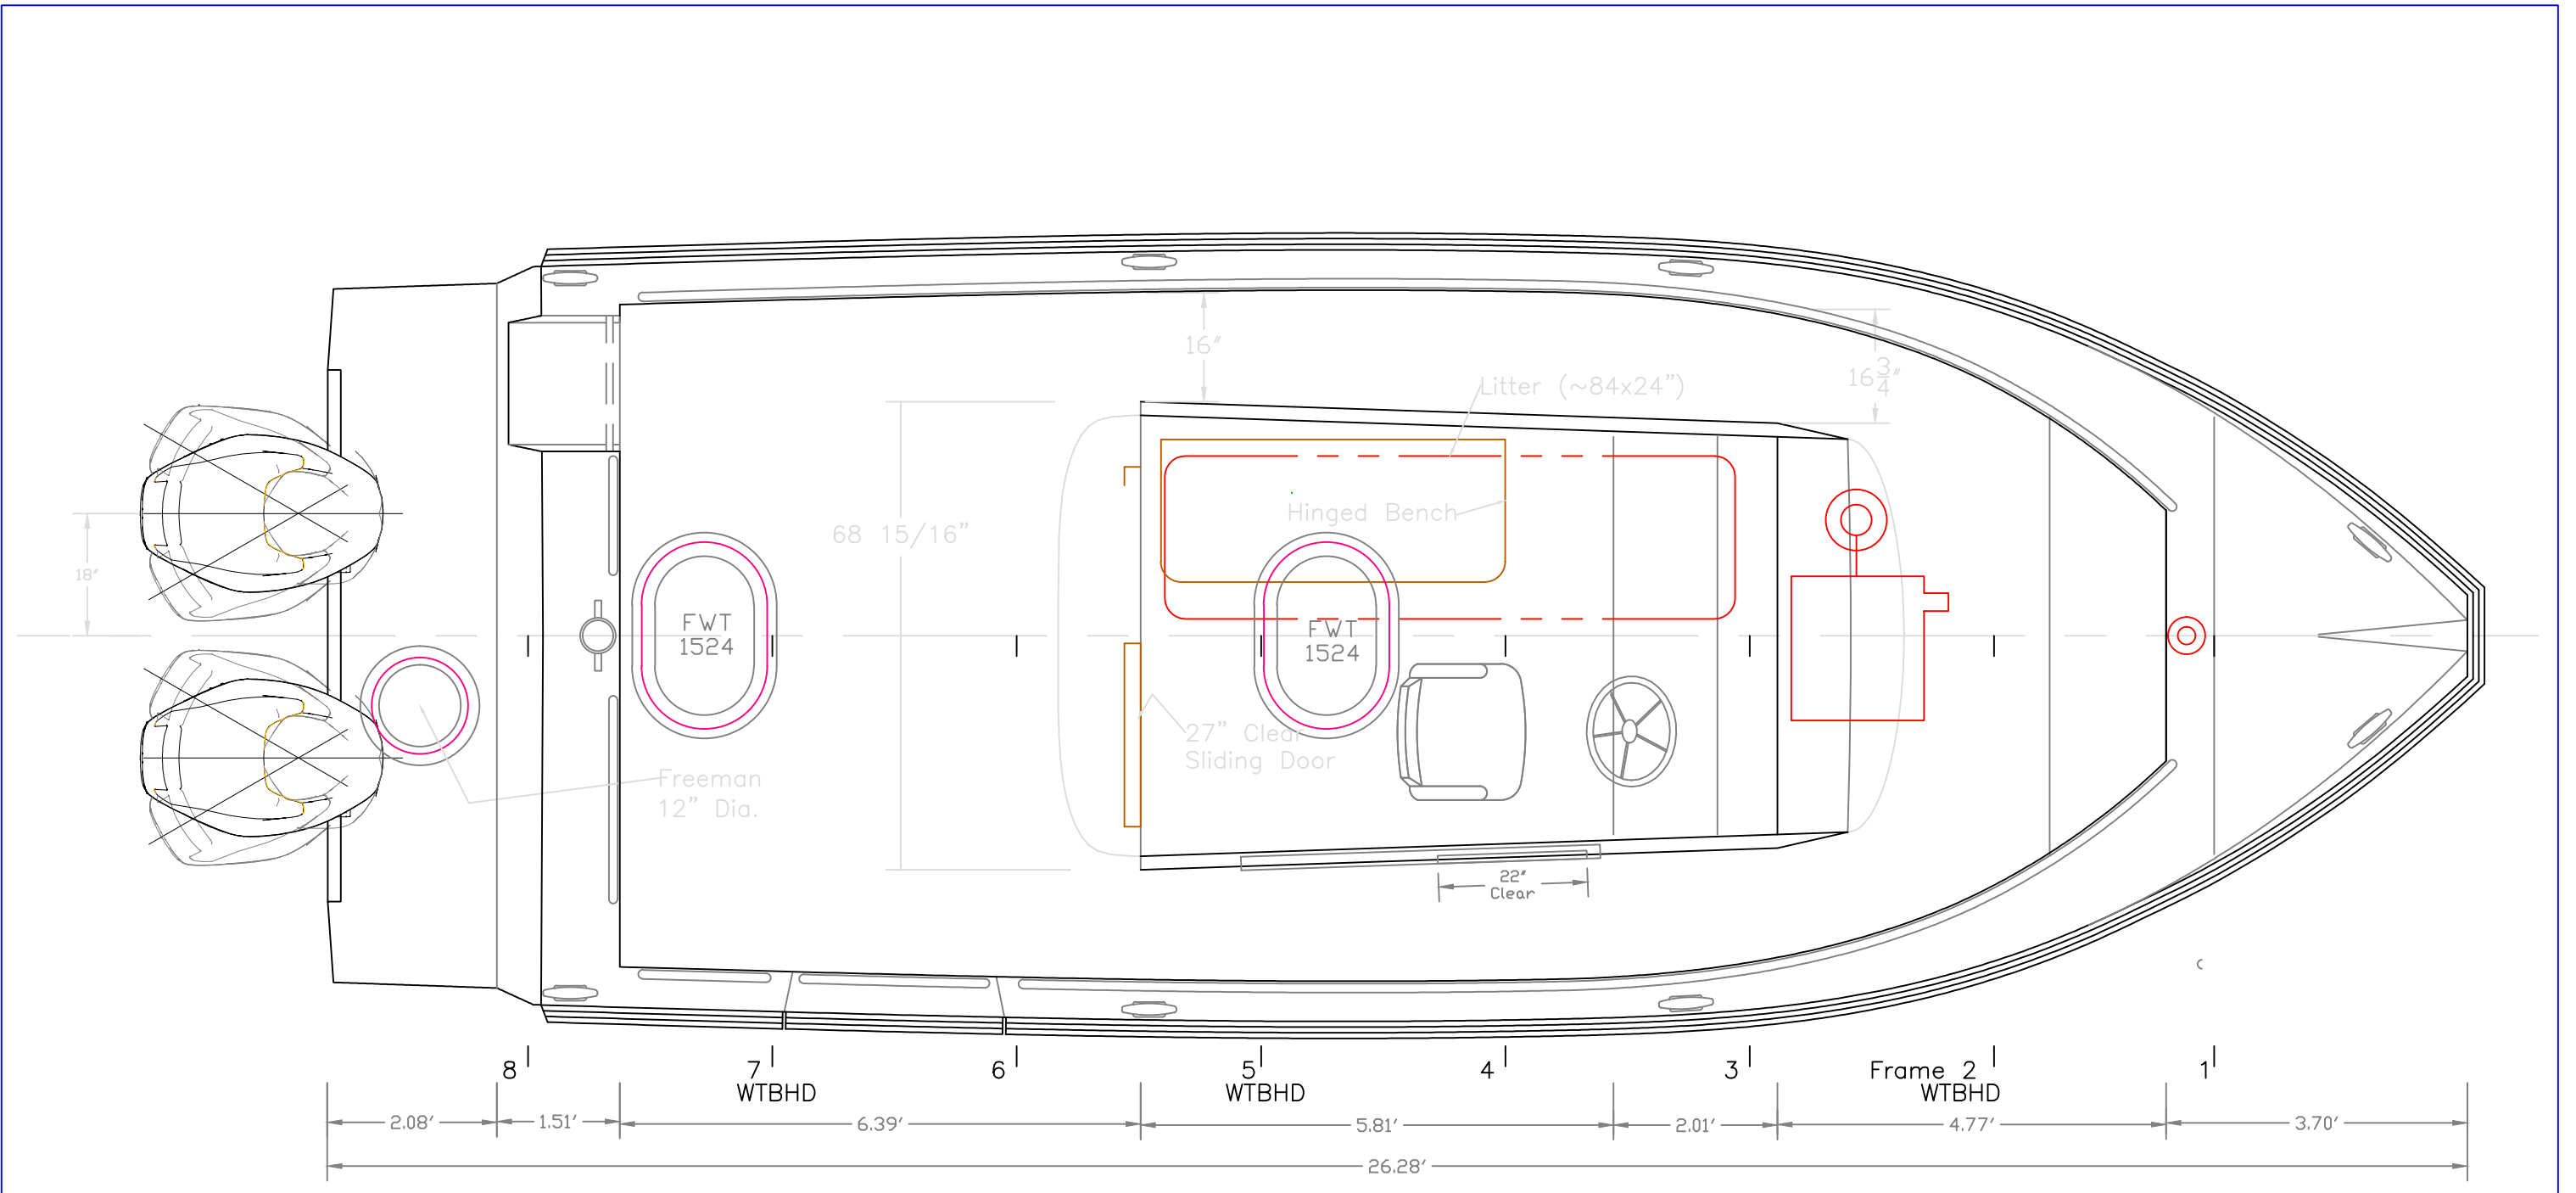 16"
16 3/4"
Litter (~84x24")
Hinged Bench
68 15/16"
18"
FWT
1524
FWT
1524
27" Clear
Sliding Door
Freeman
12" Dia.
22"
Clear
8
7
6
5
4
3
Frame 2
1
WTBHD
WTBHD
WTBHD
2.08'
1.51'
6.39'
5.81'
2.01'
4.77'
3.70'
26.28'